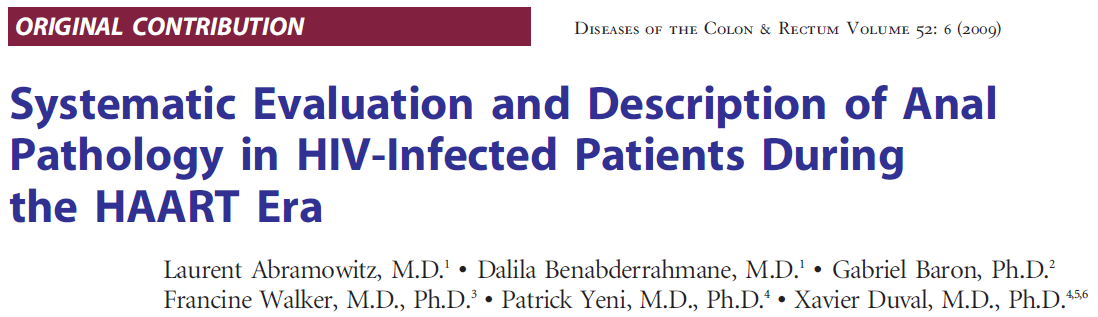 ORIGINAL CONTRIBUTION
Diseases of the Colon & Rectum Volume 52: 6 (2009)
Systematic Evaluation and Description of Anal
Pathology in HIV-Infected Patients During
the HAART Era
Laurent Abramowitz, M.D.¹ • Dalila Benabderrahmane, M.D.¹ • Gabriel Baron, Ph.D.²
Francine Walker, M.D., Ph.D.³ • Patrick Yeni, M.D., Ph.D.⁴ • Xavier Duval, M.D., Ph.D.⁴,⁵,⁶